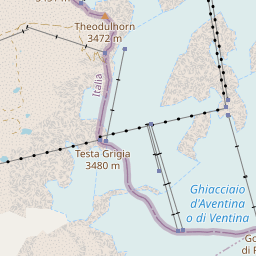 Theodulhorn
3472 m
Italia
Testa Grigia
3480 m
Ghiacciaio
d'Aventina
o di Ventina